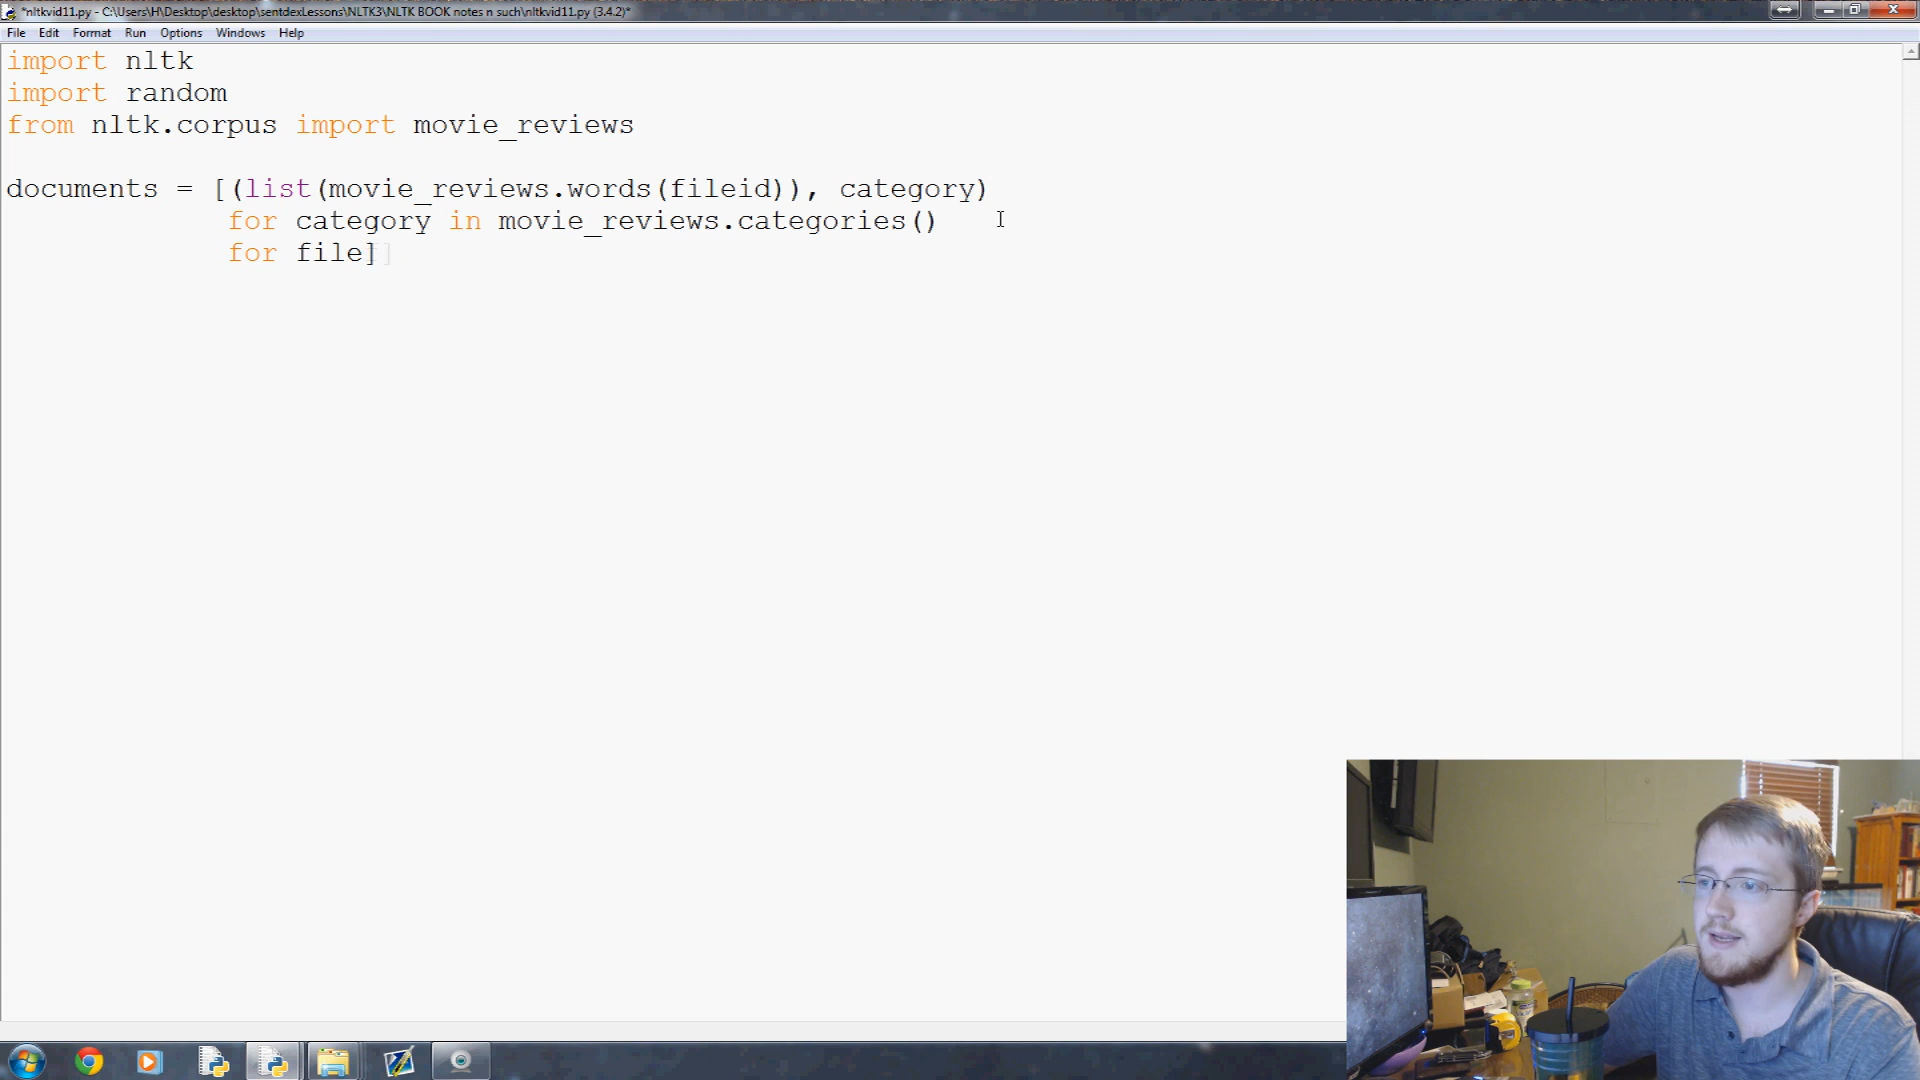 *nltkvid11.py - C:\Users\H\Desktop\desktop\sentdexLessons\NLTK3\NLTK BOOK notes n such\nltkvid11.py (3.4.2)*
File Edit Format Run Options Windows Help
import nltk
import random
from nltk.corpus import movie_reviews
documents = [(list(movie_reviews.words(fileid)), category)
for category in movie_reviews.categories()
for file]